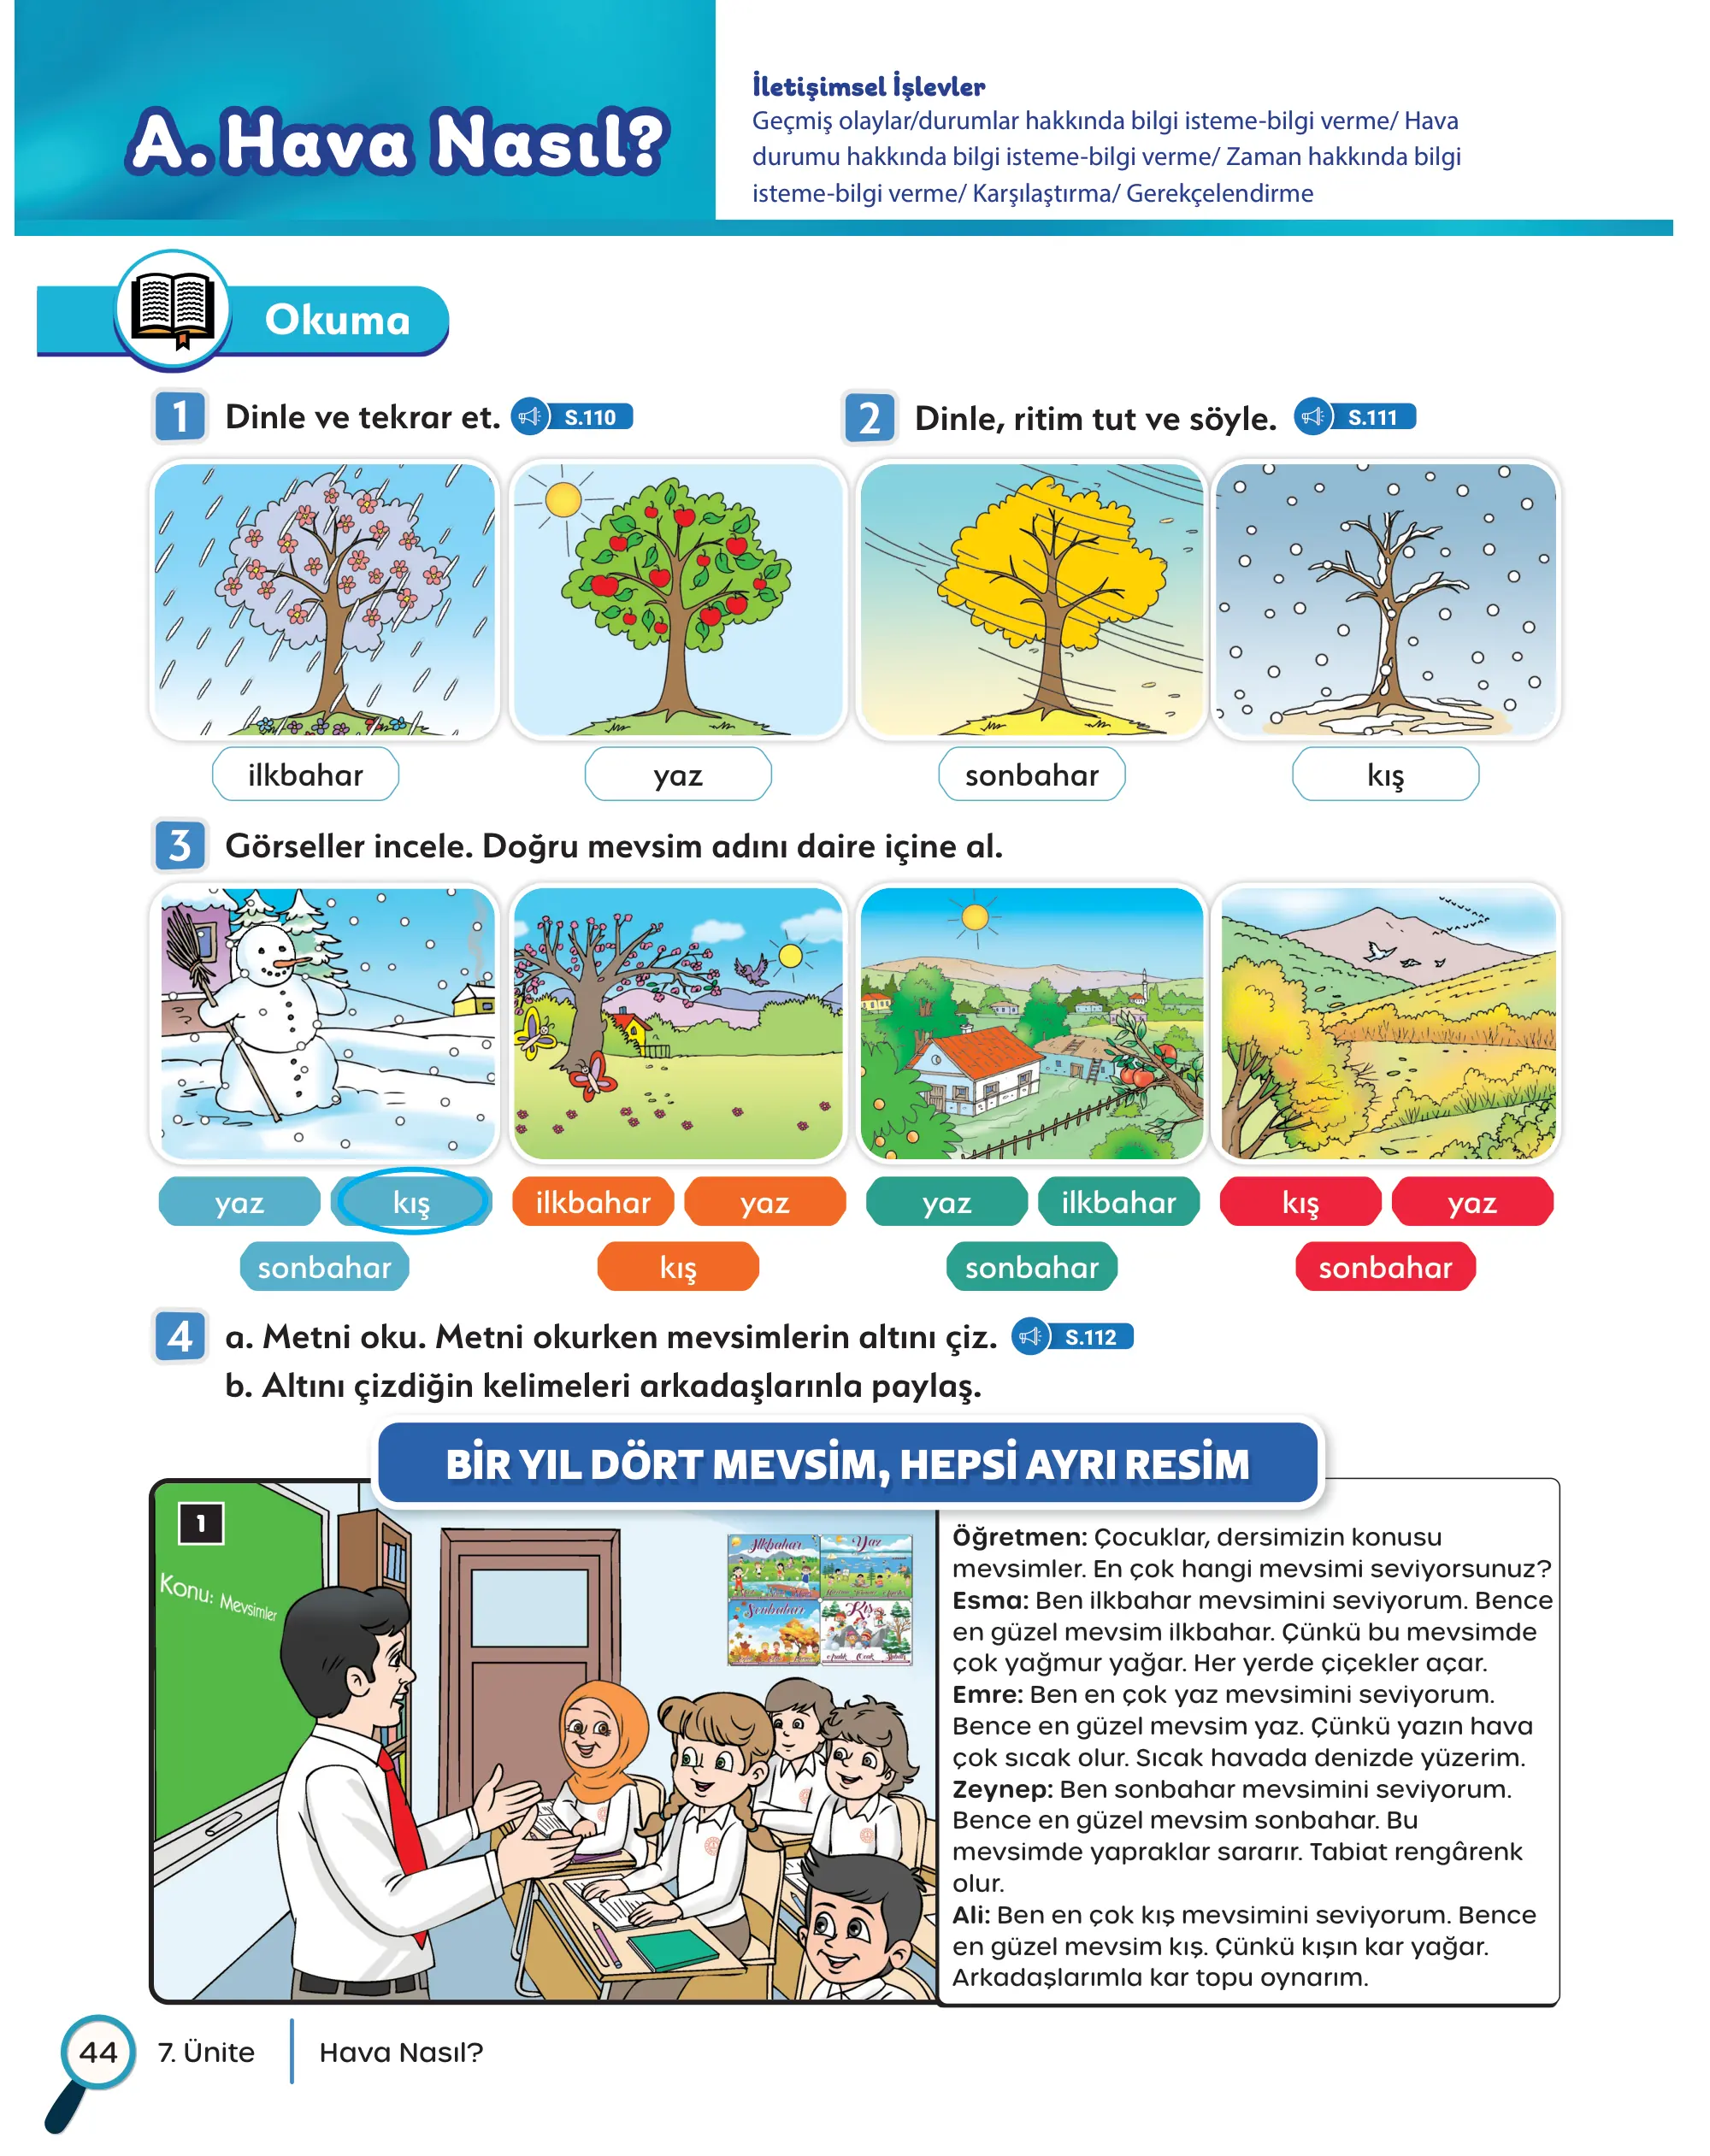 A. Hava Nasıl?
İletişimsel İşlevler
Geçmiş olaylar/durumlar hakkında bilgi isteme-bilgi verme/ Hava
durumu hakkında bilgi isteme-bilgi verme/ Zaman hakkında bilgi
isteme-bilgi verme/ Karşılaştırma/ Gerekçelendirme
Okuma
1 Dinle ve tekrar et. S.110
2 Dinle, ritim tut ve söyle. S.111
ilkbahar yaz sonbahar kış
3 Görseller incele. Doğru mevsim adını daire içine al.
yaz kış ilkbahar yaz yaz ilkbahar kış yaz
sonbahar kış sonbahar sonbahar
4 a. Metni oku. Metni okurken mevsimlerin altını çiz. S.112
b. Altını çizdiğin kelimeleri arkadaşlarınla paylaş.
BİR YIL DÖRT MEVSİM, HEPSİ AYRI RESİM
1
Konu: Mevsimler
İlkbahar Yaz
Sonbahar Kış
Aralık Ocak
Öğretmen: Çocuklar, dersimizin konusu
mevsimler. En çok hangi mevsimi seviyorsunuz?
Esma: Ben ilkbahar mevsimini seviyorum. Bence
en güzel mevsim ilkbahar. Çünkü bu mevsimde
çok yağmur yağar. Her yerde çiçekler açar.
Emre: Ben en çok yaz mevsimini seviyorum.
Bence en güzel mevsim yaz. Çünkü yazın hava
çok sıcak olur. Sıcak havada denizde yüzerim.
Zeynep: Ben sonbahar mevsimini seviyorum.
Bence en güzel mevsim sonbahar. Bu
mevsimde yapraklar sararır. Tabiat rengârenk
olur.
Ali: Ben en çok kış mevsimini seviyorum. Bence
en güzel mevsim kış. Çünkü kışın kar yağar.
Arkadaşlarımla kar topu oynarım.
44 7. Ünite Hava Nasıl?